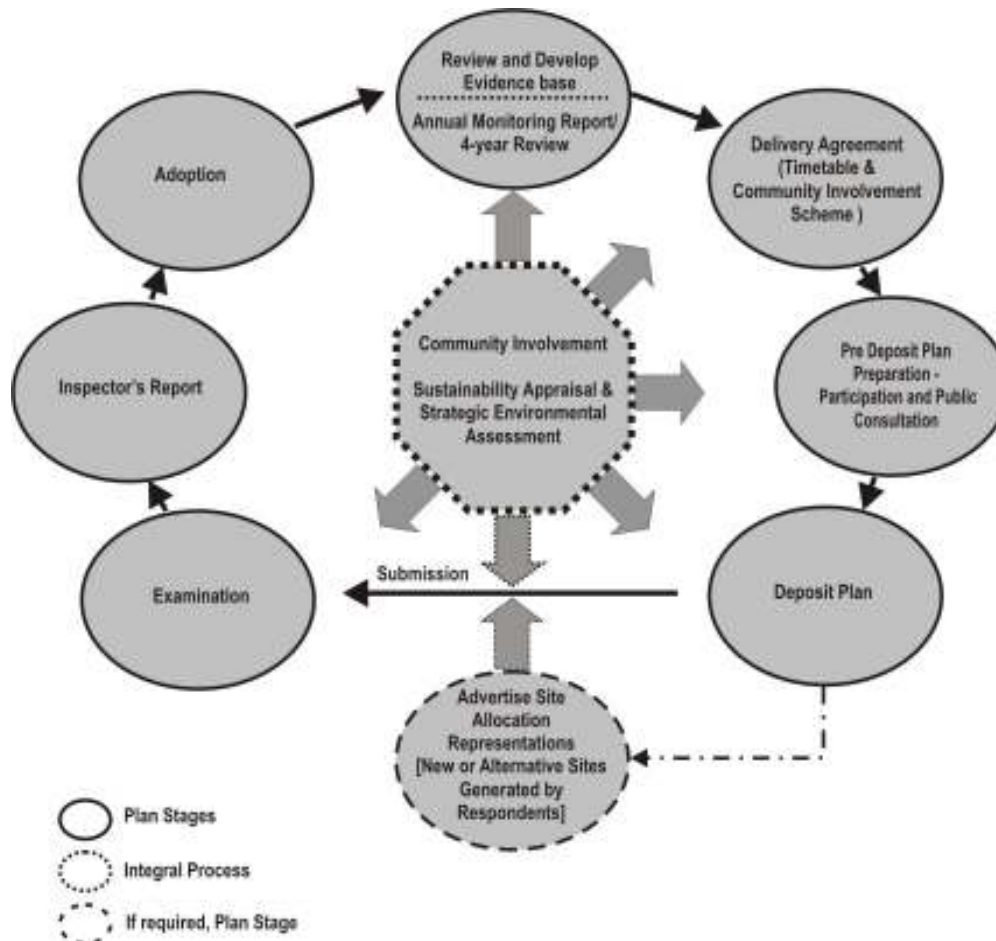 Review and Develop
Evidence base
Annual Monitoring Report/
4-year Review
Delivery Agreement
(Timetable &
Community Involvement
Scheme )
Pre Deposit Plan
Preparation -
Participation and Public
Consultation
Deposit Plan
Submission
Examination
Inspector's Report
Adoption
Community Involvement
Sustainability Appraisal &
Strategic Environmental
Assessment
Advertise Site
Allocation
Representations
[New or Alternative Sites
Generated by
Respondents]
Plan Stages
Integral Process
If required, Plan Stage